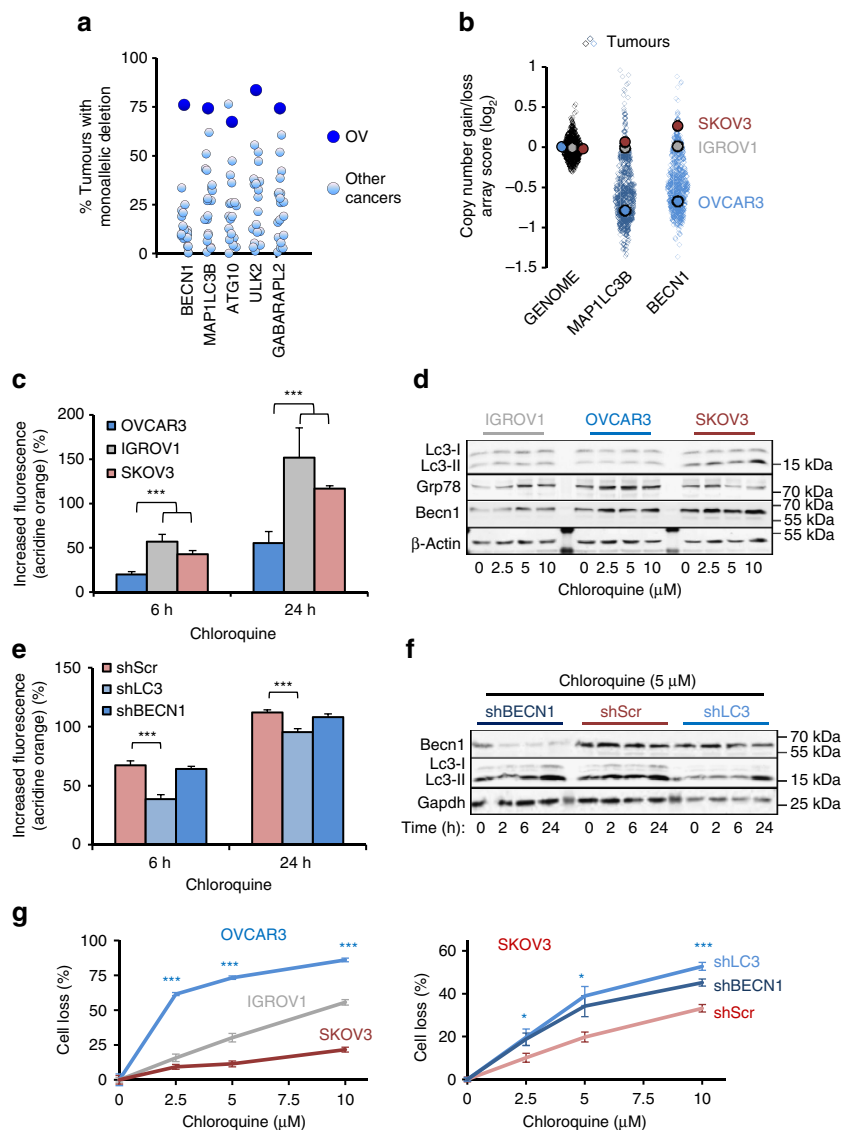 a
% Tumours with
monoallelic deletion
100
75
50
25
0
BECN1
MAP1LC3B
ATG10
ULK2
GABARAPL2
OV
Other
cancers
b
Tumours
Copy number gain/loss
array score (log2)
1
0.5
0
−0.5
−1
−1.5
SKOV3
IGROV1
OVCAR3
GENOME
MAP1LC3B
BECN1
c
Increased fluorescence
(acridine orange) (%)
200
150
100
50
0
OVCAR3
IGROV1
SKOV3
***
***
6 h
24 h
Chloroquine
d
IGROV1 OVCAR3 SKOV3
Lc3-I
Lc3-II
15 kDa
Grp78
70 kDa
Becn1
70 kDa
55 kDa
β-Actin
55 kDa
0 2.5 5 10 0 2.5 5 10 0 2.5 5 10
Chloroquine (μM)
e
Increased fluorescence
(acridine orange) (%)
150
100
50
0
shScr
shLC3
shBECN1
***
***
6 h
24 h
Chloroquine
f
Chloroquine (5 μM)
shBECN1 shScr shLC3
Becn1
70 kDa
55 kDa
Lc3-I
Lc3-II
15 kDa
Gapdh
25 kDa
Time (h): 0 2 6 24 0 2 6 24 0 2 6 24
g
Cell loss (%)
100
75
50
25
0
OVCAR3
***
***
***
IGROV1
SKOV3
0 2.5 5 10
Chloroquine (μM)
Cell loss (%)
60
40
20
0
SKOV3
*
*
***
shLC3
shBECN1
shScr
0 2.5 5 10
Chloroquine (μM)